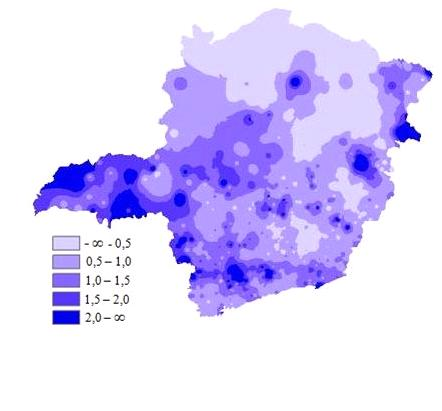 - ∞ - 0,5
0,5 – 1,0
1,0 – 1,5
1,5 – 2,0
2,0 – ∞